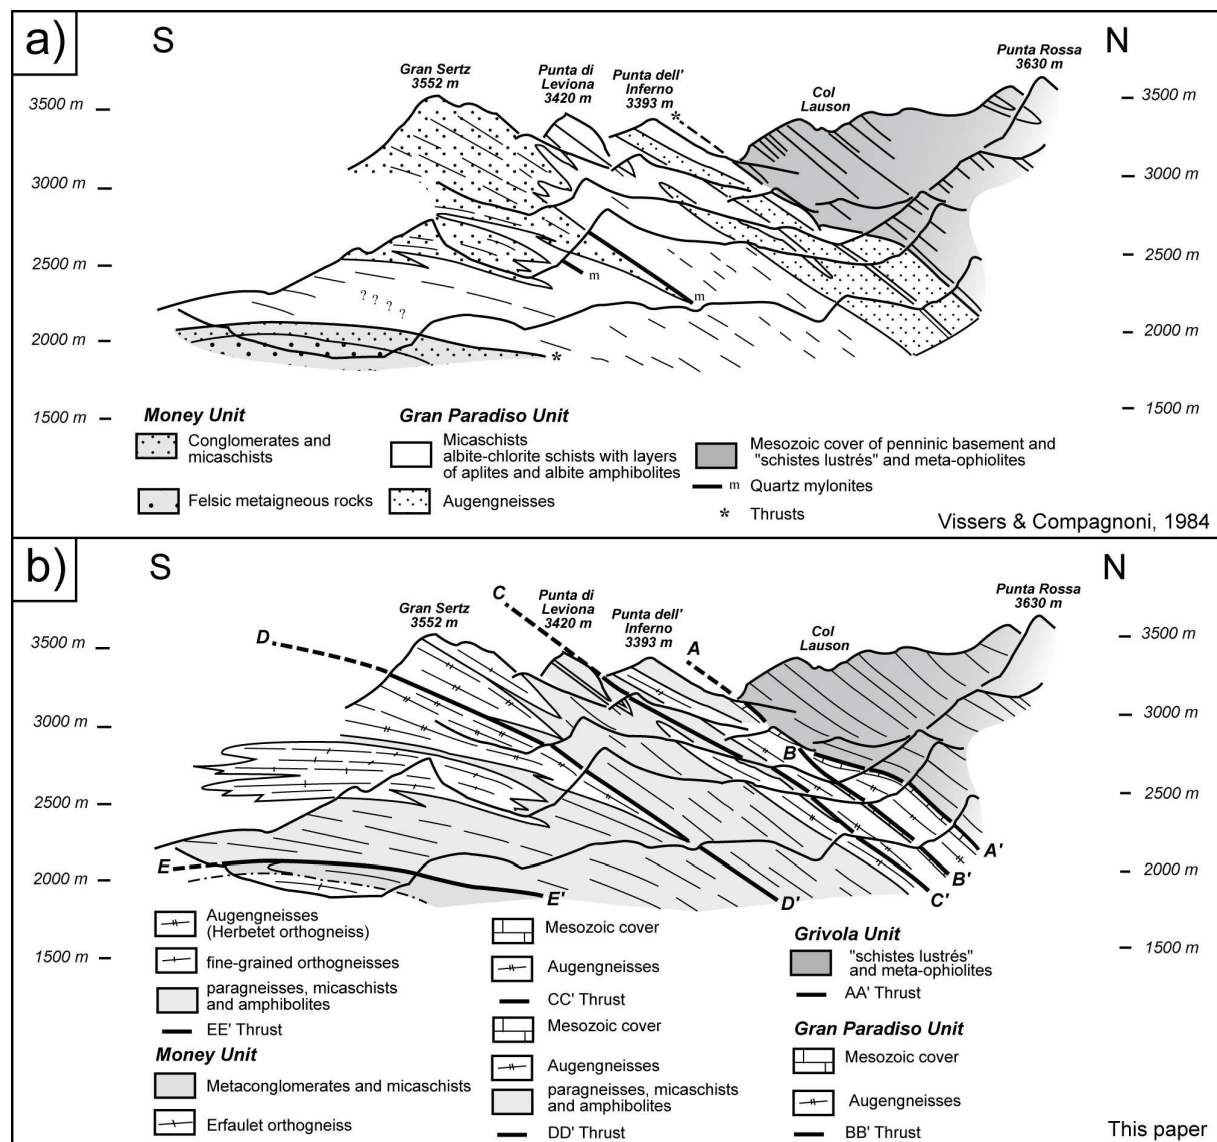 a)
S
N
Gran Sertz
3552 m
Punta di
Leviona
3420 m
Punta dell'
Inferno
3393 m
*
Col
Lauson
Punta Rossa
3630 m
3500 m
3000 m
2500 m
2000 m
1500 m
3500 m
3000 m
2500 m
2000 m
1500 m
? ? ? ?
m
m
*
Money Unit
Conglomerates and
micaschists
Felsic metaigneous rocks
Gran Paradiso Unit
Micaschists
albite-chlorite schists with layers
of aplites and albite amphibolites
Augengneisses
Mesozoic cover of penninic basement and
"schistes lustrés" and meta-ophiolites
m Quartz mylonites
* Thrusts
Vissers & Compagnoni, 1984
b)
S
N
Gran Sertz
3552 m
Punta di
Leviona
3420 m
Punta dell'
Inferno
3393 m
Col
Lauson
Punta Rossa
3630 m
3500 m
3000 m
2500 m
2000 m
1500 m
3500 m
3000 m
2500 m
2000 m
1500 m
D
C
A
B
E
E'
D'
C'
B'
A'
Augengneisses
(Herbetet orthogneiss)
fine-grained orthogneisses
paragneisses, micaschists
and amphibolites
EE' Thrust
Money Unit
Metaconglomerates and micaschists
Erfaulet orthogneiss
Mesozoic cover
Augengneisses
CC' Thrust
Mesozoic cover
Augengneisses
paragneisses, micaschists
and amphibolites
DD' Thrust
Grivola Unit
"schistes lustrés"
and meta-ophiolites
AA' Thrust
Gran Paradiso Unit
Mesozoic cover
Augengneisses
BB' Thrust
This paper